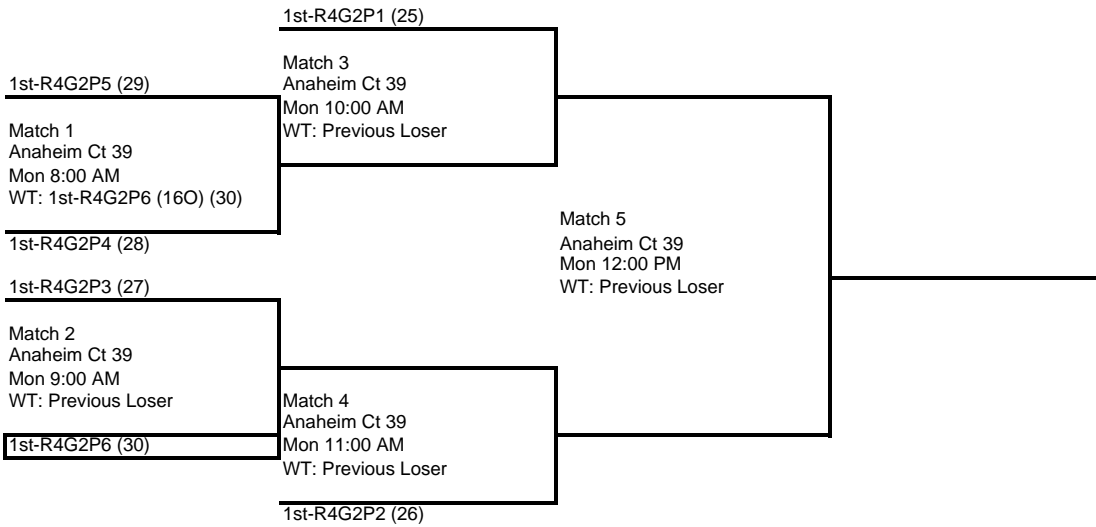 1st-R4G2P1 (25)
Match 3
Anaheim Ct 39
Mon 10:00 AM
WT: Previous Loser
1st-R4G2P5 (29)
Match 1
Anaheim Ct 39
Mon 8:00 AM
WT: 1st-R4G2P6 (16O) (30)
1st-R4G2P4 (28)
Match 5
Anaheim Ct 39
Mon 12:00 PM
WT: Previous Loser
1st-R4G2P3 (27)
Match 2
Anaheim Ct 39
Mon 9:00 AM
WT: Previous Loser
1st-R4G2P6 (30)
Match 4
Anaheim Ct 39
Mon 11:00 AM
WT: Previous Loser
1st-R4G2P2 (26)